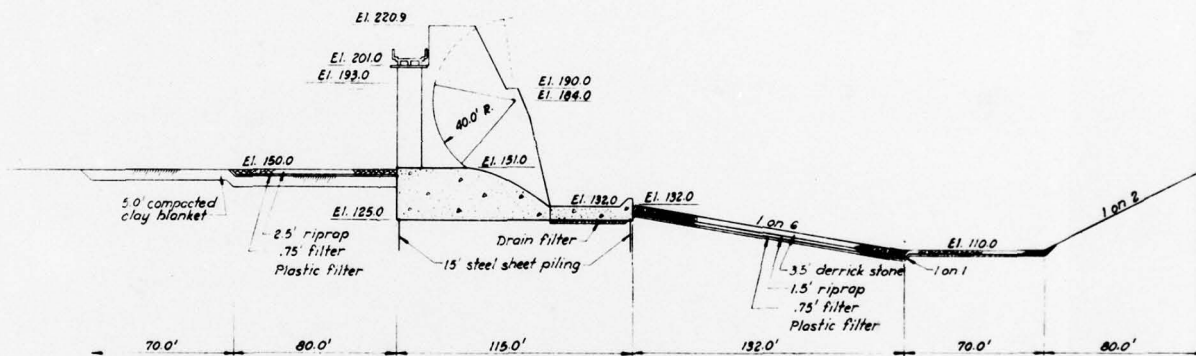 El. 220.9
El. 201.0
El. 193.0
El. 190.0
El. 184.0
40.0' R.
El. 150.0
El. 151.0
5.0' compacted
clay blanket
El. 125.0
El. 132.0
El. 132.0
1 on 6
1 on 2
2.5' riprap
.75' filter
Plastic filter
Drain filter
15' steel sheet piling
El. 110.0
3.5' derrick stone
1 on 1
1.5' riprap
.75' filter
Plastic filter
70.0'
80.0'
115.0'
132.0'
70.0'
80.0'